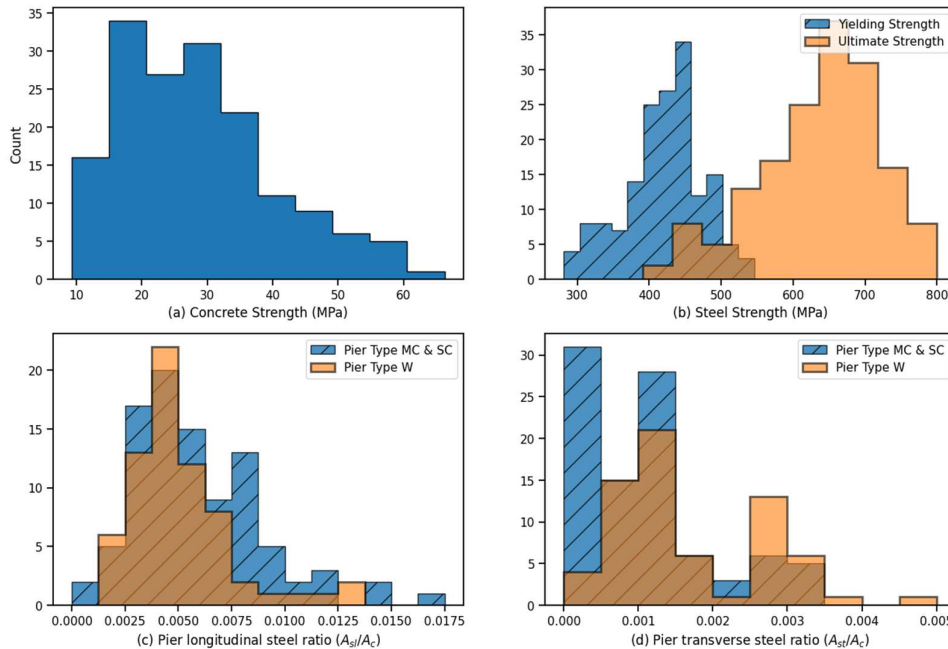 35
30
25
20
15
10
5
0
Count
10 20 30 40 50 60
(a) Concrete Strength (MPa)
Yielding Strength
Ultimate Strength
35
30
25
20
15
10
5
0
300 400 500 600 700 800
(b) Steel Strength (MPa)
Pier Type MC & SC
Pier Type W
20
15
10
5
0
0.0000 0.0025 0.0050 0.0075 0.0100 0.0125 0.0150 0.0175
(c) Pier longitudinal steel ratio (Asl/Ac)
Pier Type MC & SC
Pier Type W
30
25
20
15
10
5
0
0.000 0.001 0.002 0.003 0.004 0.005
(d) Pier transverse steel ratio (Ast/Ac)